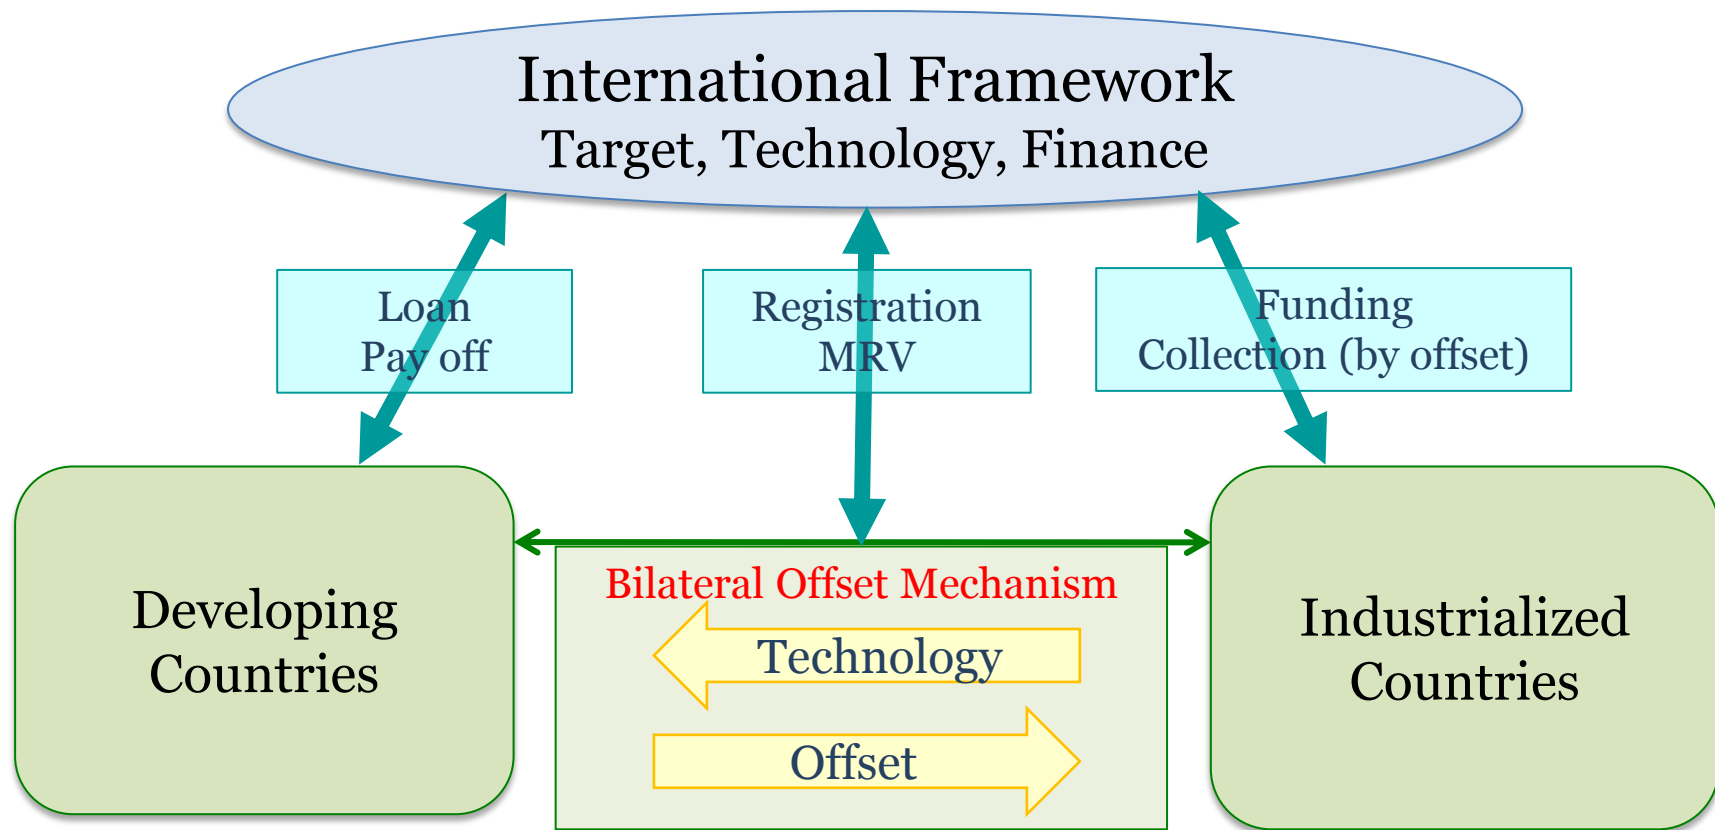 International Framework
Target, Technology, Finance
Loan
Pay off
Registration
MRV
Funding
Collection (by offset)
Developing
Countries
Bilateral Offset Mechanism
Technology
Offset
Industrialized
Countries